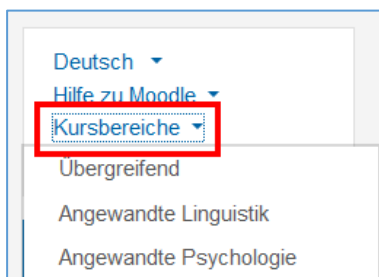 Deutsch
Hilfe zu Moodle
Kursbereiche
Übergreifend
Angewandte Linguistik
Angewandte Psychologie